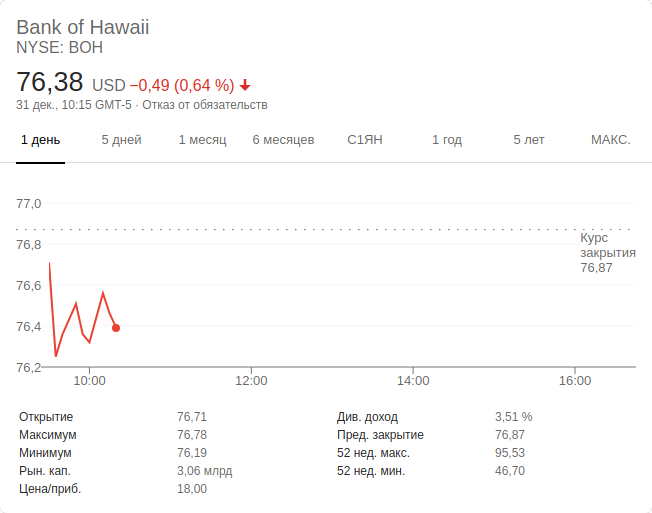 Bank of Hawaii
NYSE: BOH
76,38 USD −0,49 (0,64 %)
31 дек., 10:15 GMT-5 · Отказ от обязательств
1 день 5 дней 1 месяц 6 месяцев С1ЯН 1 год 5 лет МАКС.
77,0
76,8
76,6
76,4
76,2
Курс
закрытия
76,87
10:00 12:00 14:00 16:00
Открытие 76,71 Див. доход 3,51 %
Максимум 76,78 Пред. закрытие 76,87
Минимум 76,19 52 нед. макс. 95,53
Рын. кап. 3,06 млрд 52 нед. мин. 46,70
Цена/приб. 18,00